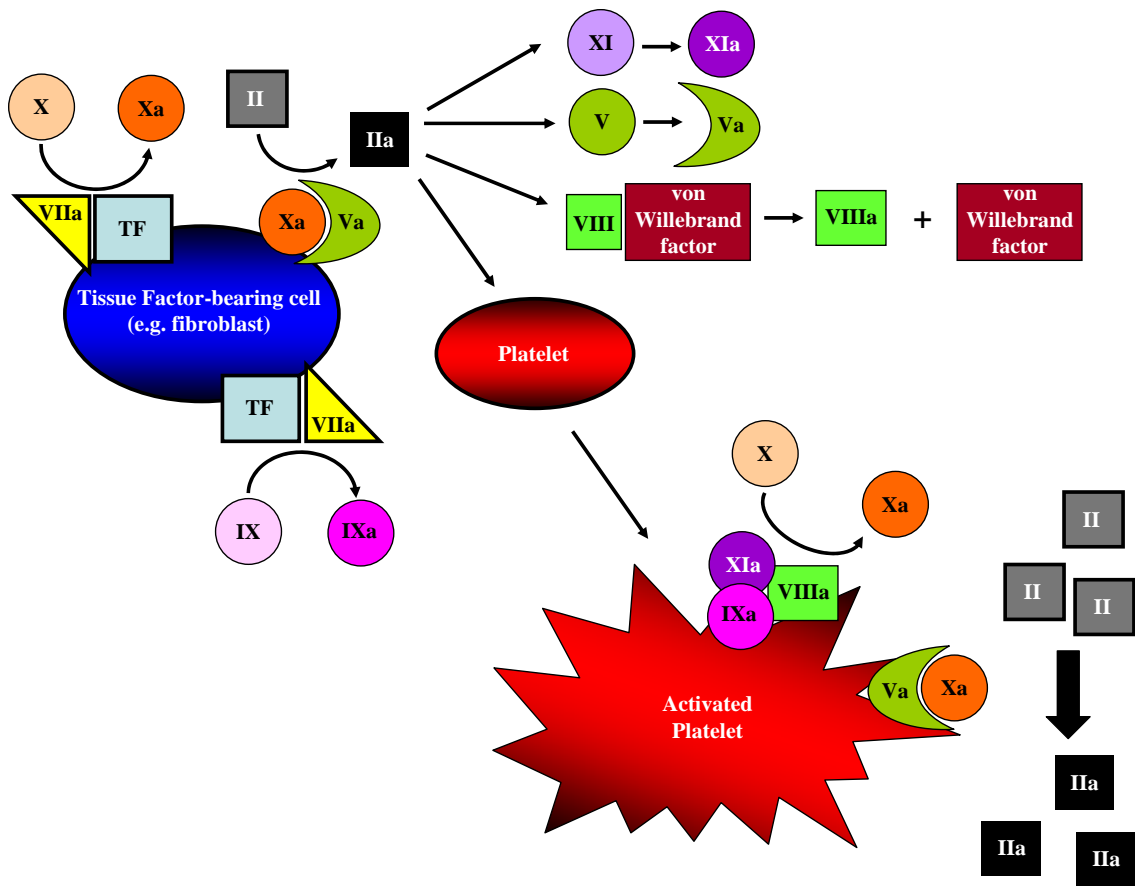 XI
XIa
X
Xa
II
V
Va
IIa
VIIa
TF
Xa
Va
VIII
von
Willebrand
factor
VIIIa
+
von
Willebrand
factor
Tissue Factor-bearing cell
(e.g. fibroblast)
Platelet
TF
VIIa
IX
IXa
X
Xa
II
XIa
VIIIa
IXa
II
II
Va
Xa
Activated
Platelet
IIa
IIa
IIa